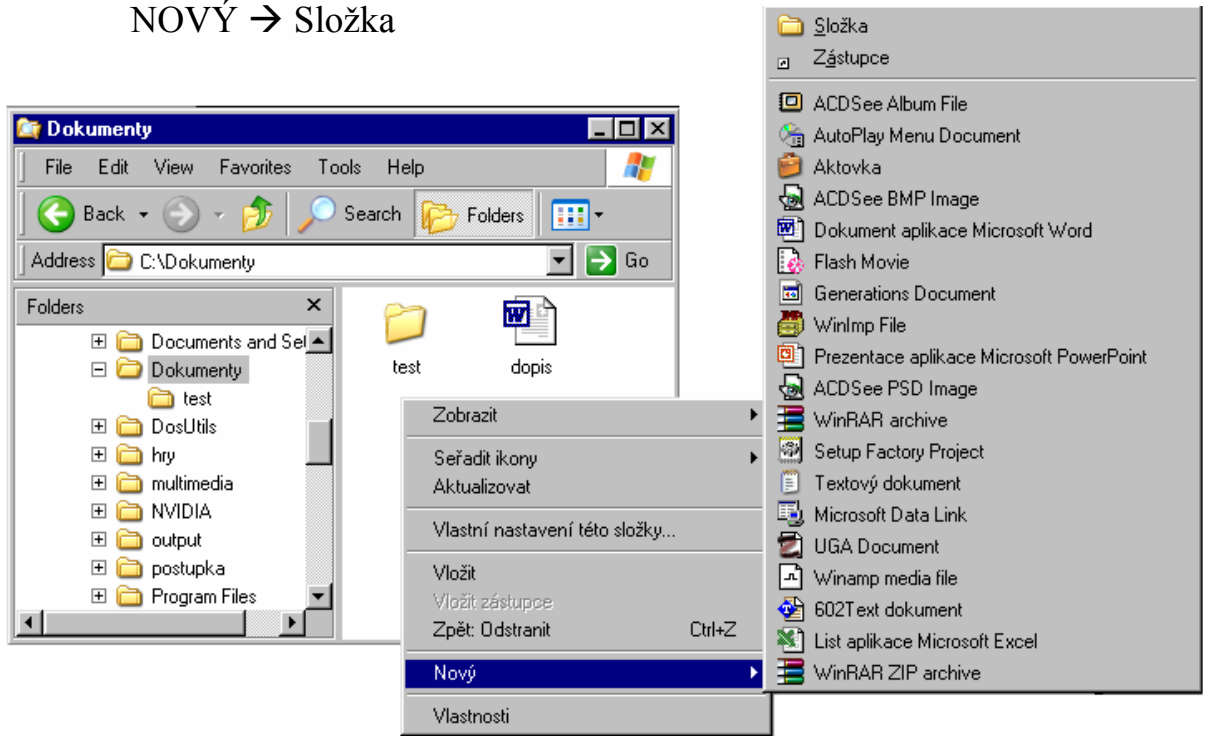 NOVÝ → Složka
Dokumenty
File Edit View Favorites Tools Help
Back Search Folders
Address C:\Dokumenty Go
Folders
Documents and Set
Dokumenty
test
DosUtils
hry
multimedia
NVIDIA
output
postupka
Program Files
test dopis
Zobrazit
Seřadit ikony
Aktualizovat
Vlastní nastavení této složky...
Vložit
Vložit zástupce
Zpět: Odstranit Ctrl+Z
Nový
Vlastnosti
Složka
Zástupce
ACDSee Album File
AutoPlay Menu Document
Aktovka
ACDSee BMP Image
Dokument aplikace Microsoft Word
Flash Movie
Generations Document
WinImp File
Prezentace aplikace Microsoft PowerPoint
ACDSee PSD Image
WinRAR archive
Setup Factory Project
Textový dokument
Microsoft Data Link
UGA Document
Winamp media file
602Text dokument
List aplikace Microsoft Excel
WinRAR ZIP archive